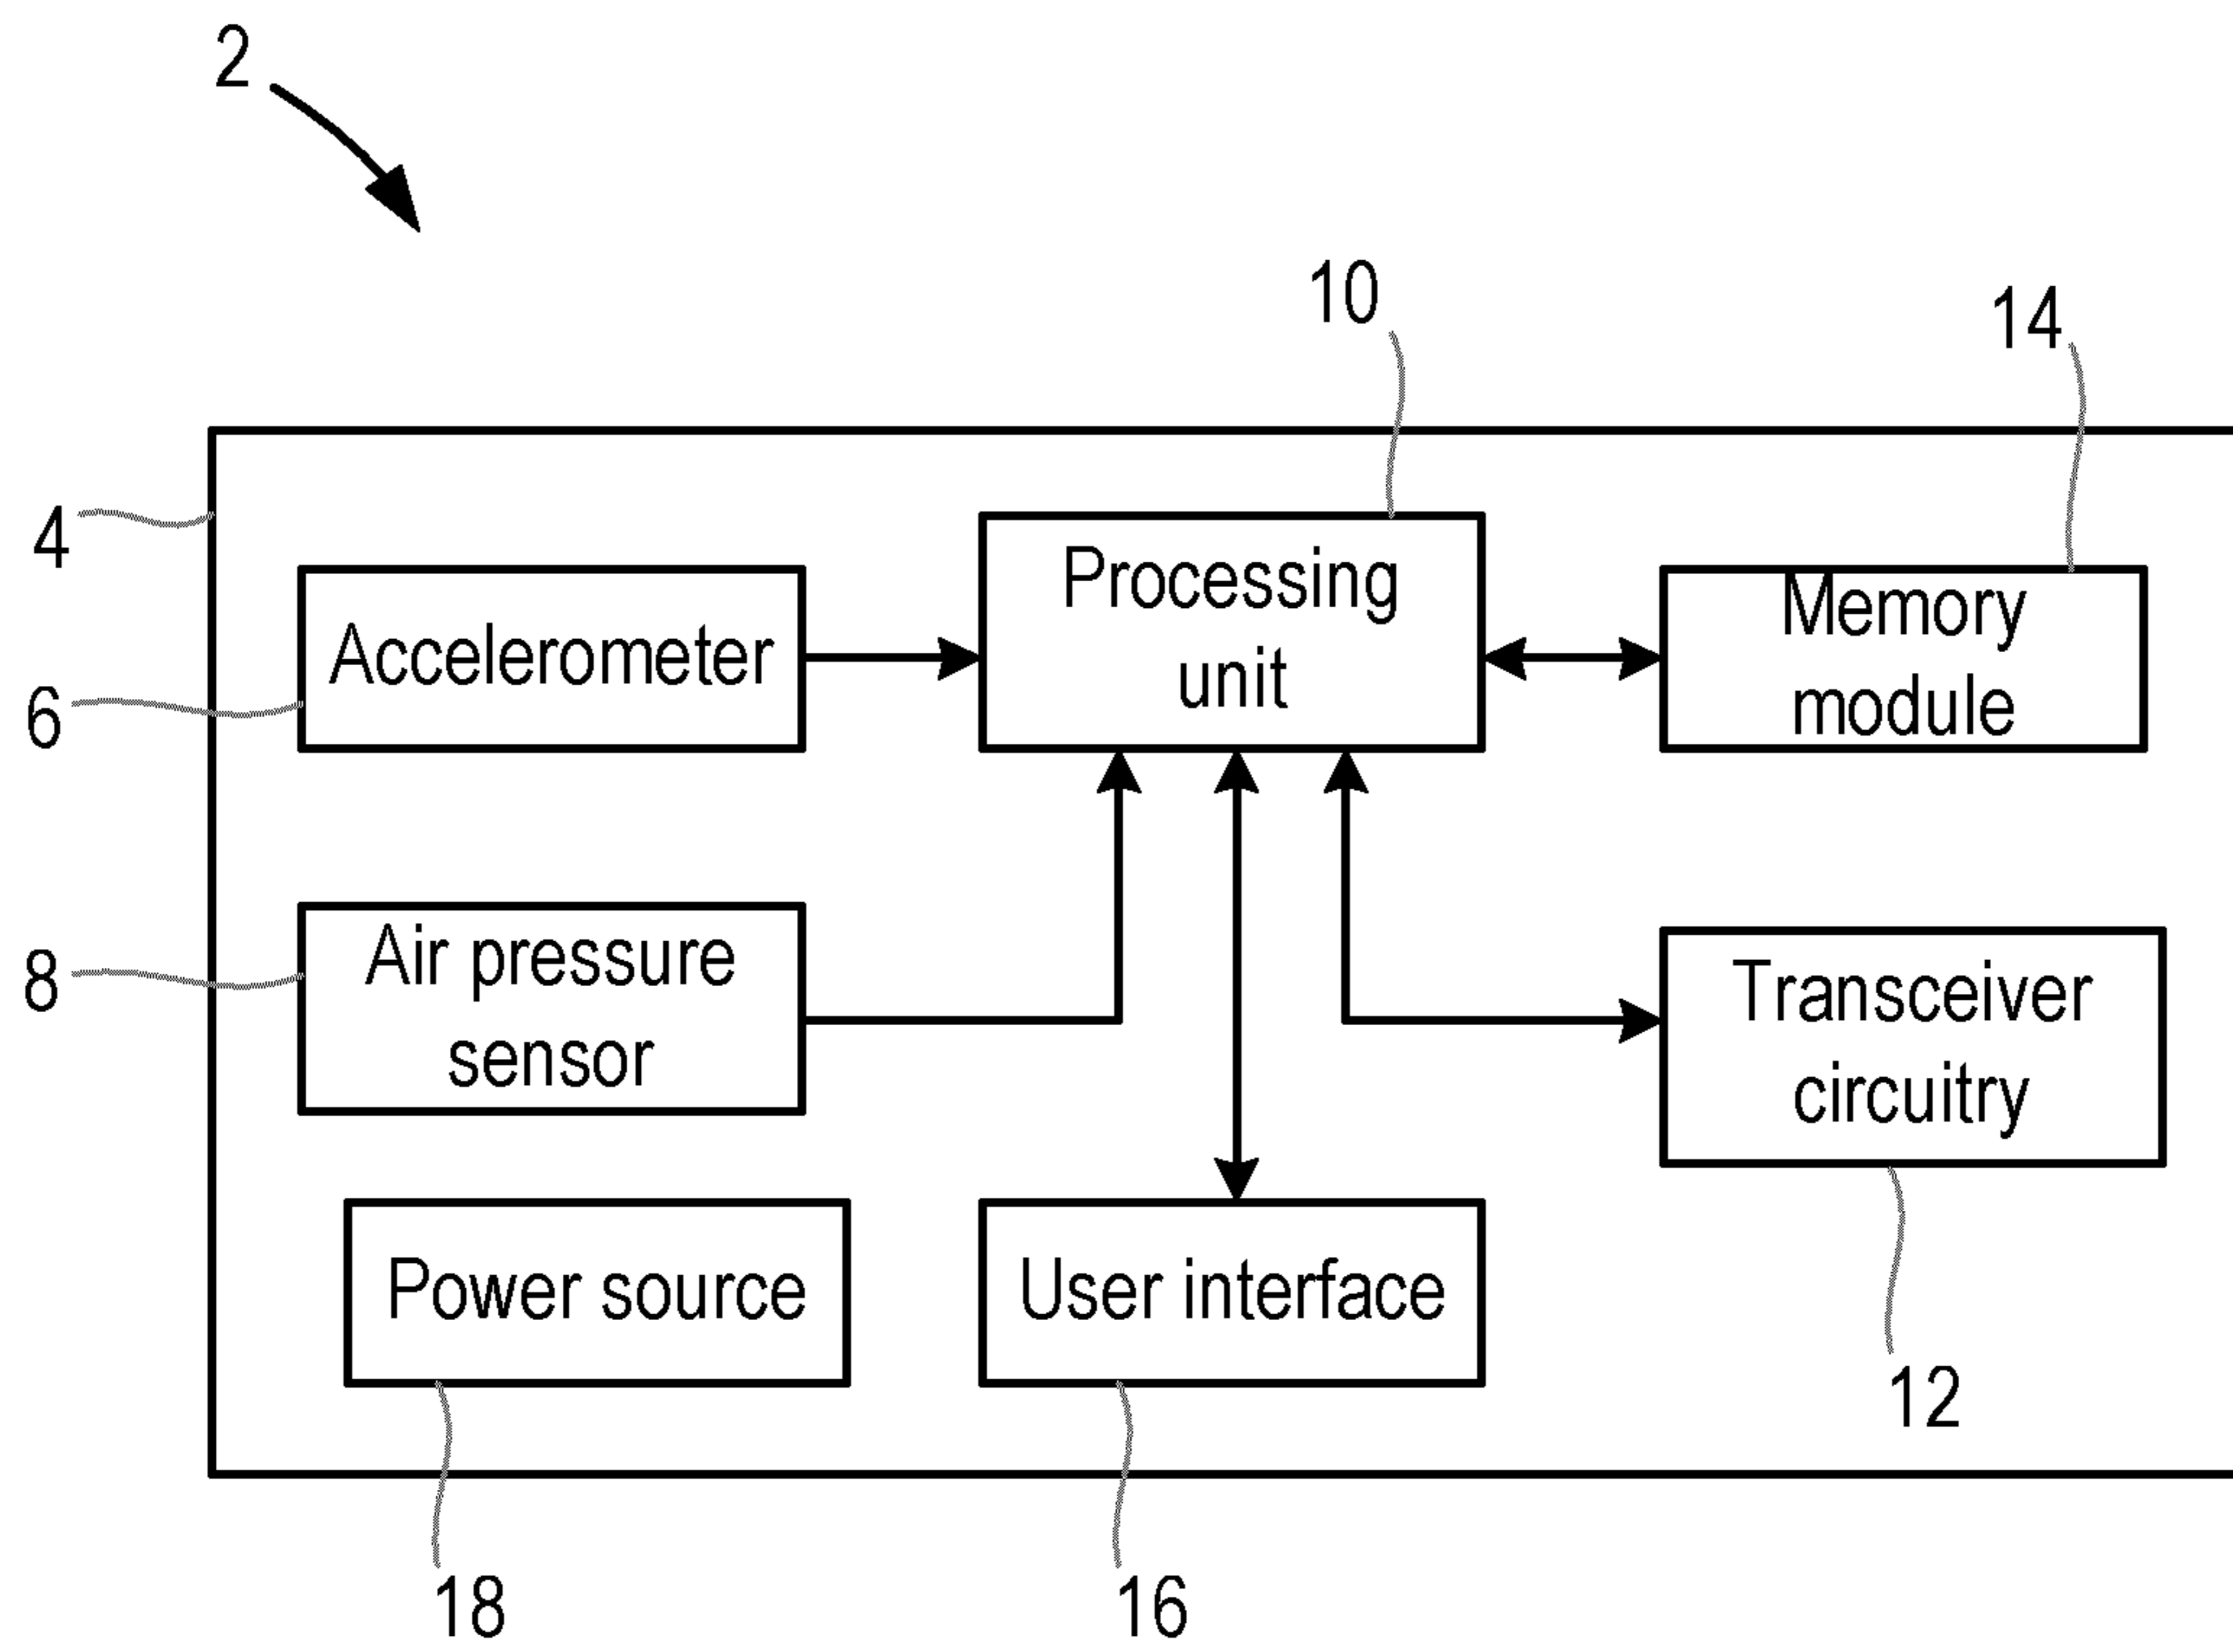 2
10
14
4
Accelerometer
Processing
unit
Memory
module
6
8
Air pressure
sensor
Transceiver
circuitry
Power source
User interface
12
18
16